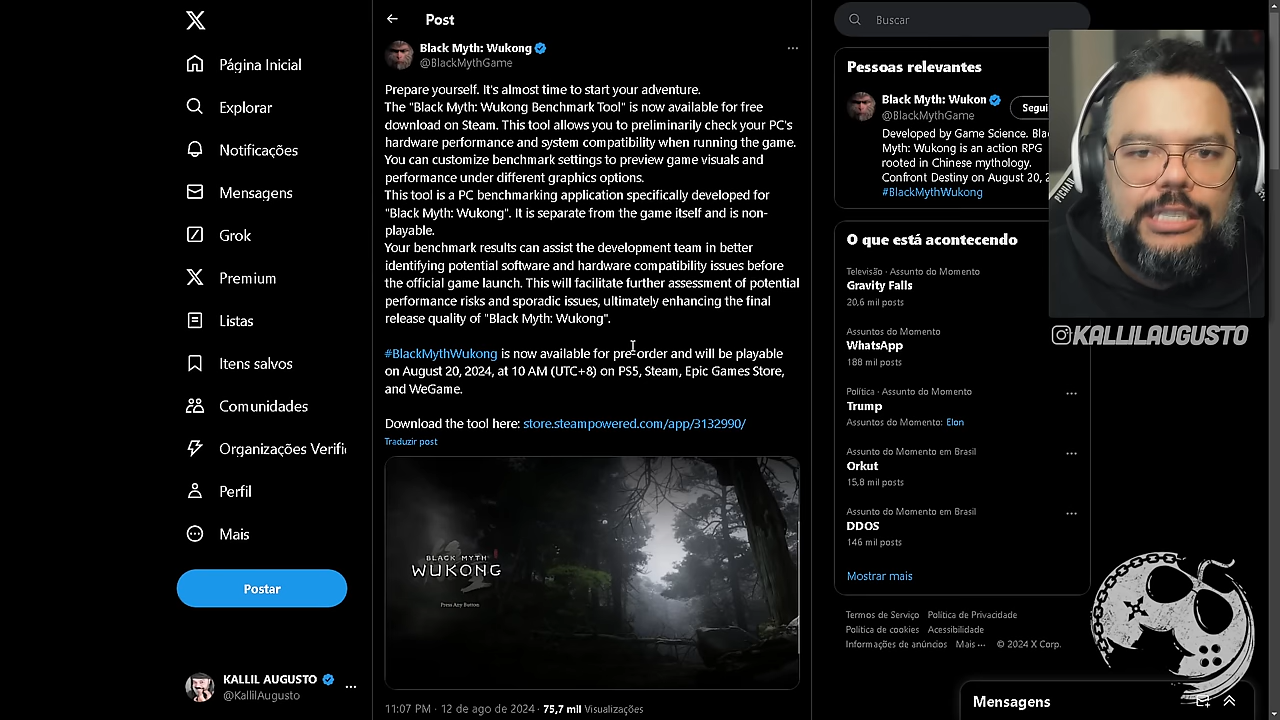 Página Inicial
Explorar
Notificações
Mensagens
Grok
Premium
Listas
Itens salvos
Comunidades
Organizações Verifi
Perfil
Mais
Postar
KALLIL AUGUSTO
@KallilAugusto
Post
Black Myth: Wukong
@BlackMythGame
Prepare yourself. It's almost time to start your adventure.
The "Black Myth: Wukong Benchmark Tool" is now available for free
download on Steam. This tool allows you to preliminarily check your PC's
hardware performance and system compatibility when running the game.
You can customize benchmark settings to preview game visuals and
performance under different graphics options.
This tool is a PC benchmarking application specifically developed for
"Black Myth: Wukong". It is separate from the game itself and is non-
playable.
Your benchmark results can assist the development team in better
identifying potential software and hardware compatibility issues before
the official game launch. This will facilitate further assessment of potential
performance risks and sporadic issues, ultimately enhancing the final
release quality of "Black Myth: Wukong".
#BlackMythWukong is now available for pre-order and will be playable
on August 20, 2024, at 10 AM (UTC+8) on PS5, Steam, Epic Games Store,
and WeGame.
Download the tool here: store.steampowered.com/app/3132990/
Traduzir post
BLACK MYTH
WUKONG
Press Any Button
11:07 PM · 12 de ago de 2024 · 75,7 mil Visualizações
Buscar
Pessoas relevantes
Black Myth: Wukon
@BlackMythGame
Segui
Developed by Game Science. Bla
Myth: Wukong is an action RPG
rooted in Chinese mythology.
Confront Destiny on August 20, 2
#BlackMythWukong
O que está acontecendo
Televisão · Assunto do Momento
Gravity Falls
20,6 mil posts
Assuntos do Momento
WhatsApp
188 mil posts
Política · Assunto do Momento
Trump
Assuntos do Momento: Elon
Assunto do Momento em Brasil
Orkut
15,8 mil posts
Assunto do Momento em Brasil
DDOS
146 mil posts
Mostrar mais
Termos de Serviço Política de Privacidade
Política de cookies Acessibilidade
Informações de anúncios Mais ··· © 2024 X Corp.
Mensagens
PICHAU
KALLILAUGUSTO